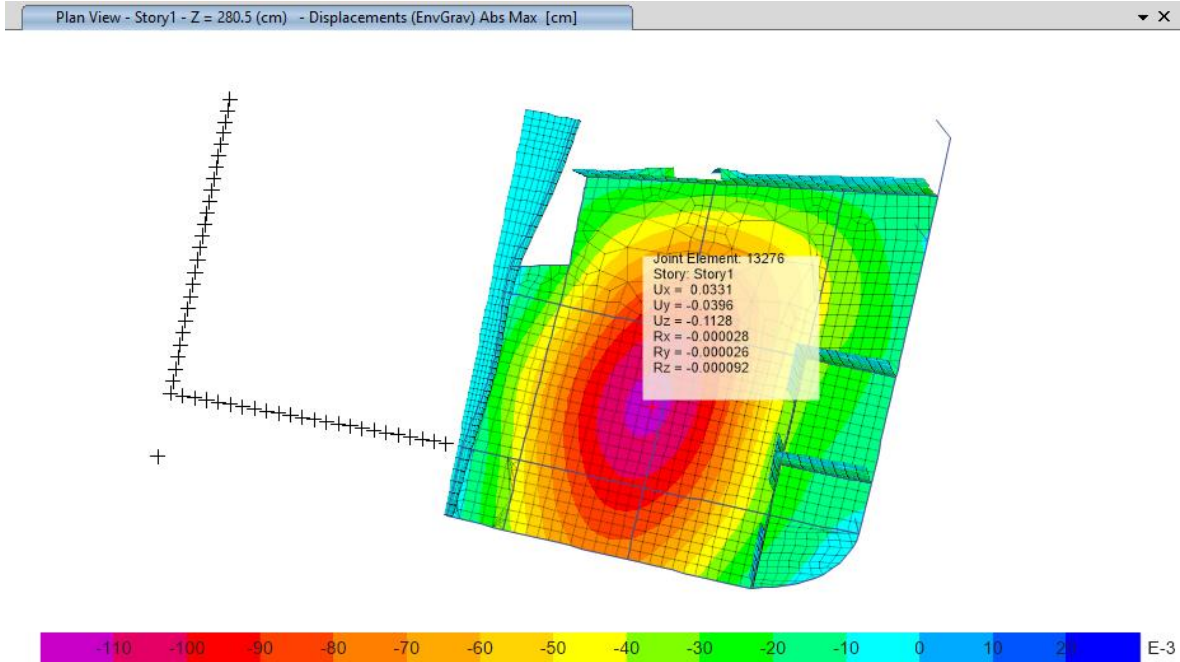 Plan View - Story1 - Z = 280.5 (cm) - Displacements (EnvGrav) Abs Max [cm]
Joint Element: 13276
Story: Story1
Ux = 0.0331
Uy = -0.0396
Uz = -0.1128
Rx = -0.000028
Ry = -0.000026
Rz = -0.000092
-110 -100 -90 -80 -70 -60 -50 -40 -30 -20 -10 0 10 20 E-3